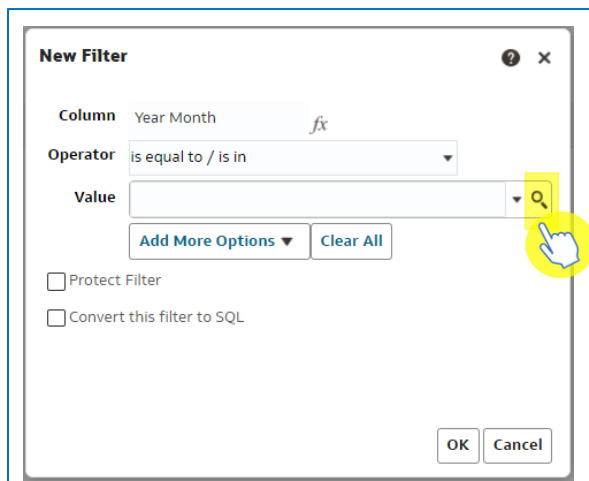 New Filter
Column Year Month fx
Operator is equal to / is in
Value
Add More Options ▼ Clear All
Protect Filter
Convert this filter to SQL
OK Cancel